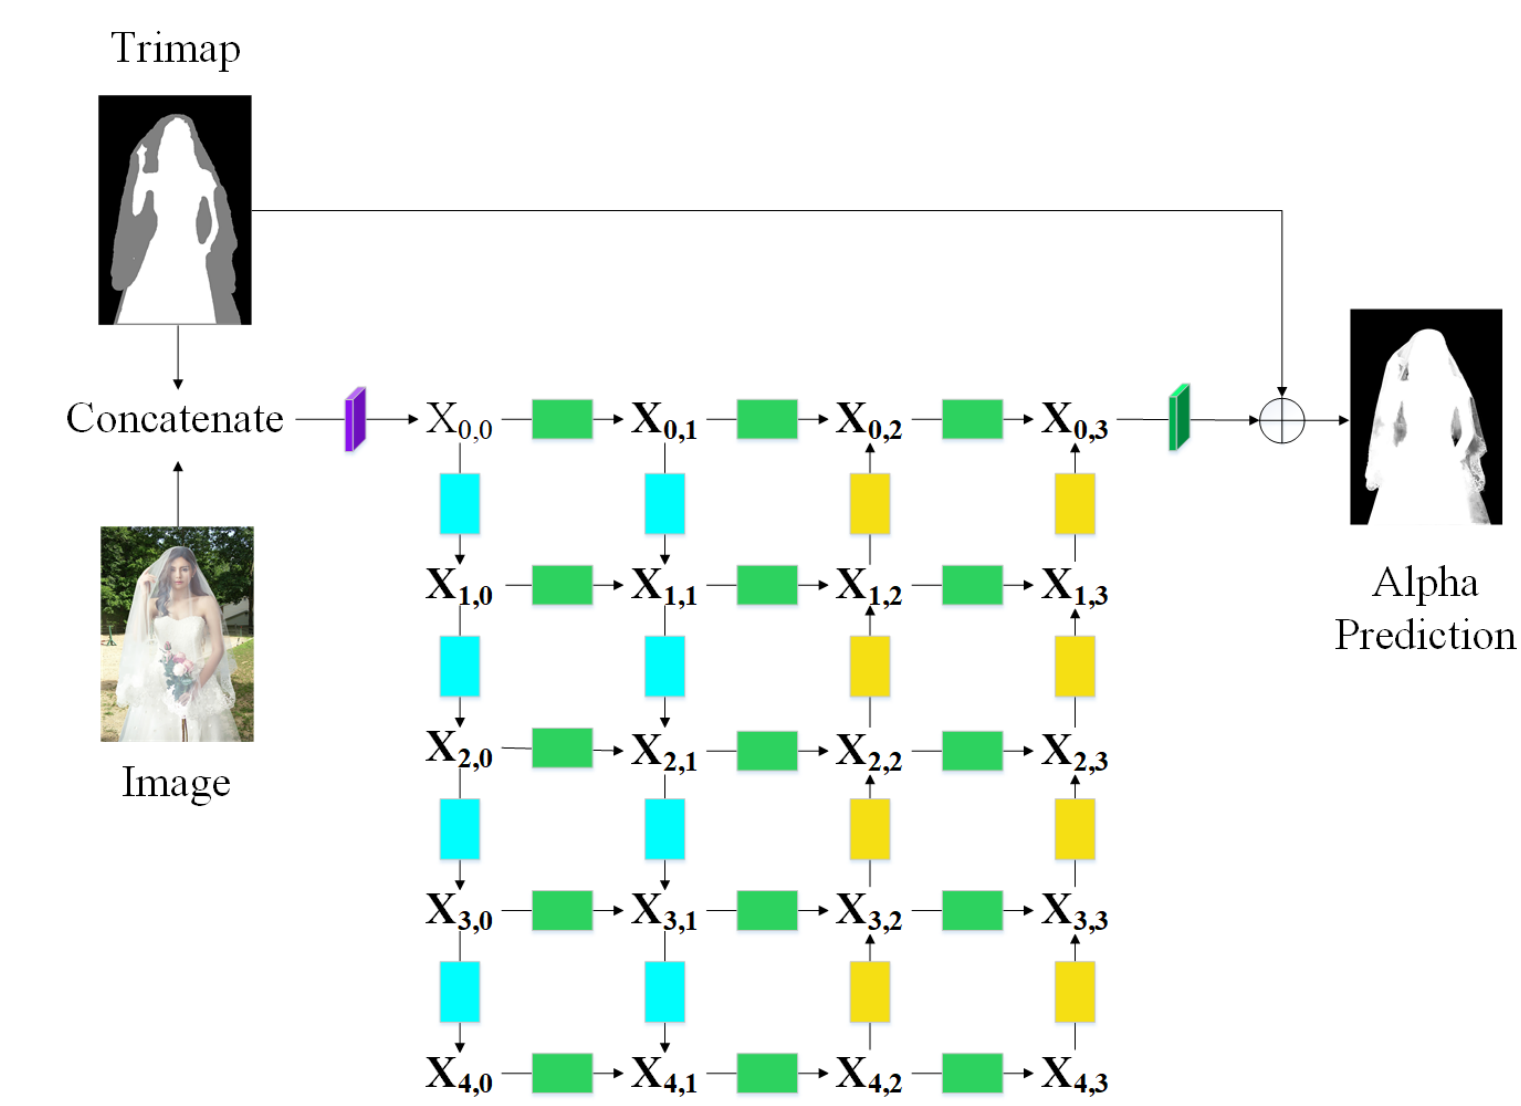 Trimap
Concatenate
X0,0 X0,1 X0,2 X0,3
X1,0 X1,1 X1,2 X1,3
Alpha
Prediction
X2,0 X2,1 X2,2 X2,3
Image
X3,0 X3,1 X3,2 X3,3
X4,0 X4,1 X4,2 X4,3